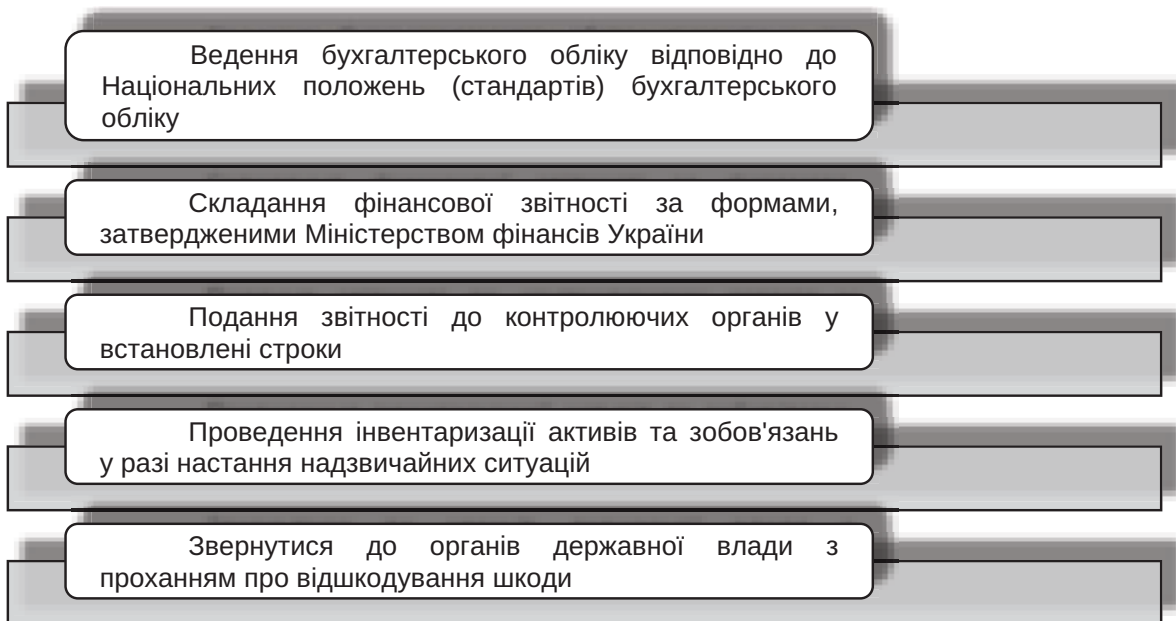 Ведення бухгалтерського обліку відповідно до
Національних положень (стандартів) бухгалтерського
обліку
Складання фінансової звітності за формами,
затвердженими Міністерством фінансів України
Подання звітності до контролюючих органів у
встановлені строки
Проведення інвентаризації активів та зобов'язань
у разі настання надзвичайних ситуацій
Звернутися до органів державної влади з
проханням про відшкодування шкоди